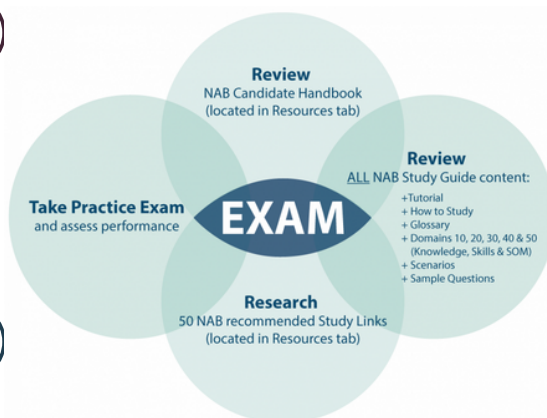 Review
NAB Candidate Handbook
(located in Resources tab)
Take Practice Exam
and assess performance
EXAM
Review
ALL NAB Study Guide content:
+Tutorial
+ How to Study
+ Glossary
+ Domains 10, 20, 30, 40 & 50
(Knowledge, Skills & SOM)
+ Scenarios
+ Sample Questions
Research
50 NAB recommended Study Links
(located in Resources tab)